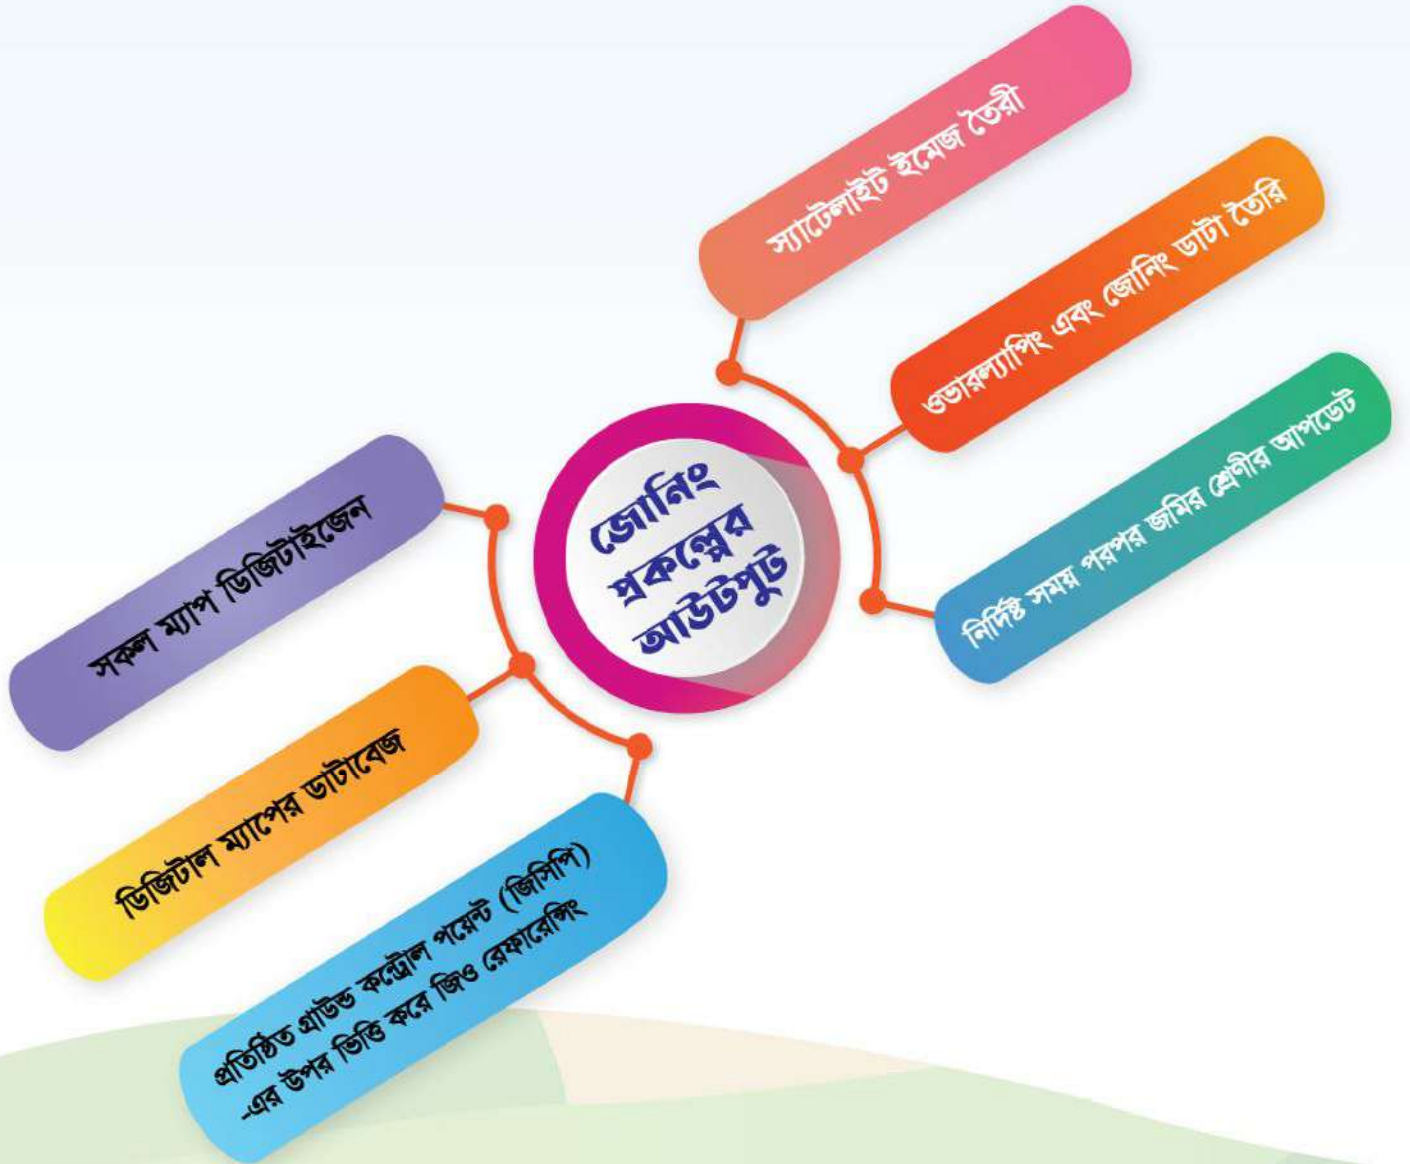 স্যাটেলাইট ইমেজ তৈরী
ওভারল্যাপিং এবং জোনিং ডাটা তৈরি
নির্দিষ্ট সময় পরপর জমির শ্রেণীর আপডেট
জোনিং
প্রকল্পের
আউটপুট
সকল ম্যাপ ডিজিটাইজেন
ডিজিটাল ম্যাপের ডাটাবেজ
প্রতিষ্ঠিত গ্রাউন্ড কন্ট্রোল পয়েন্ট (জিসিপি)
-এর উপর ভিত্তি করে জিও রেফারেন্সিং